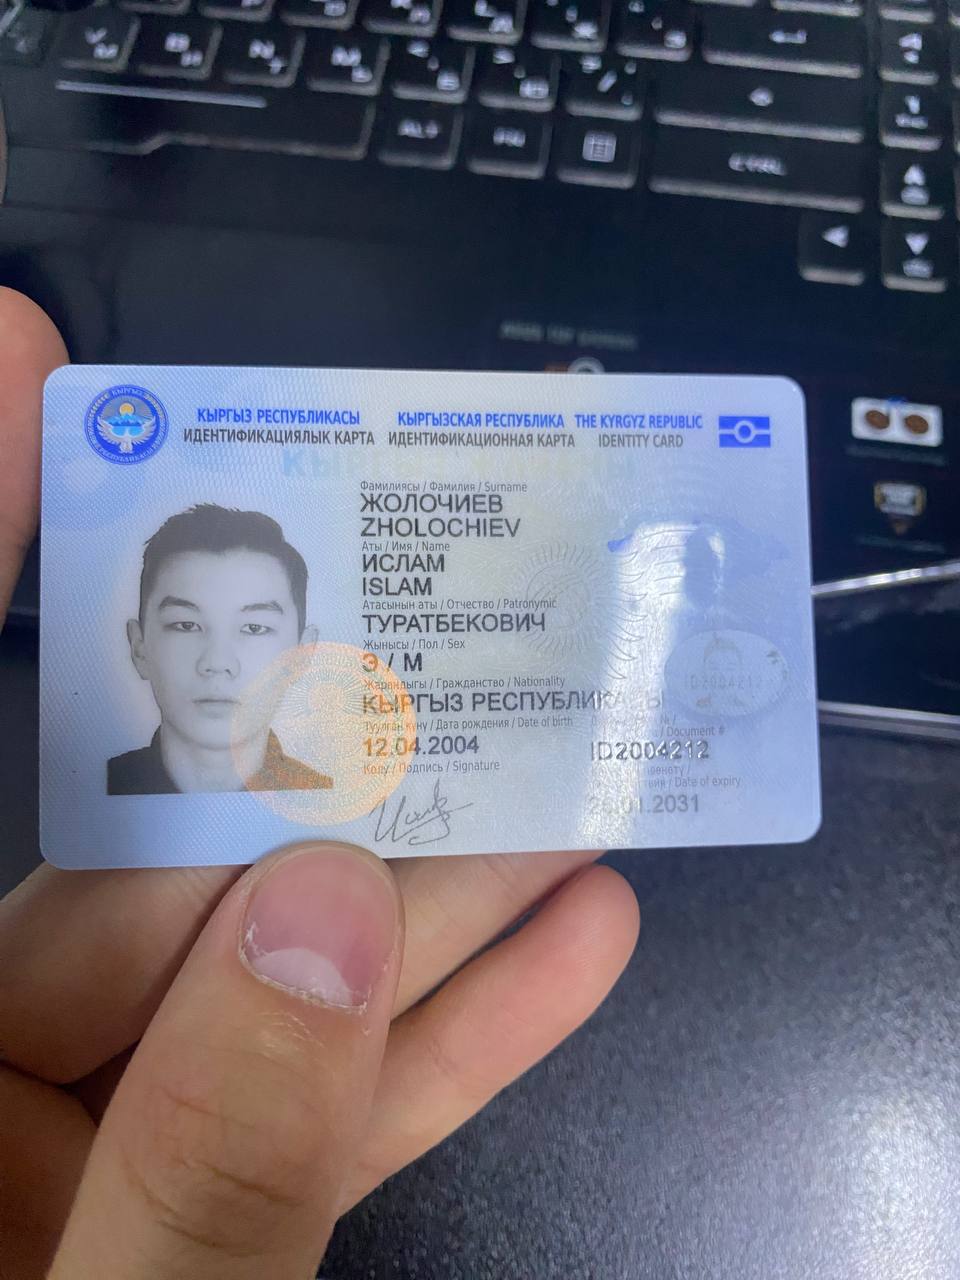 КЫРГЫЗ РЕСПУБЛИКАСЫ КЫРГЫЗСКАЯ РЕСПУБЛИКА THE KYRGYZ REPUBLIC
ИДЕНТИФИКАЦИЯЛЫК КАРТА ИДЕНТИФИКАЦИОННАЯ КАРТА IDENTITY CARD
Фамилиясы / Фамилия / Surname
ЖОЛОЧИЕВ
ZHOLOCHIEV
Аты / Имя / Name
ИСЛАМ
ISLAM
Атасынын аты / Отчество / Patronymic
ТУРАТБЕКОВИЧ
Жынысы / Пол / Sex
Э / М
Жарандыгы / Гражданство / Nationality
КЫРГЫЗ РЕСПУБЛИКАСЫ
Туулган күнү / Дата рождения / Date of birth
/ Document #
12.04.2004
ID2004212
Колу / Подпись / Signature
/ Date of expiry
26.01.2031
ALT
FN
CTRL